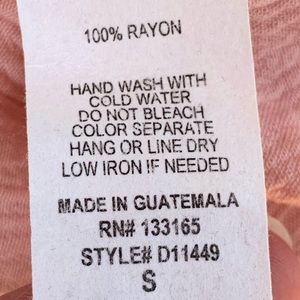 100% RAYON
HAND WASH WITH
COLD WATER
DO NOT BLEACH
COLOR SEPARATE
HANG OR LINE DRY
LOW IRON IF NEEDED
MADE IN GUATEMALA
RN# 133165
STYLE# D11449
S